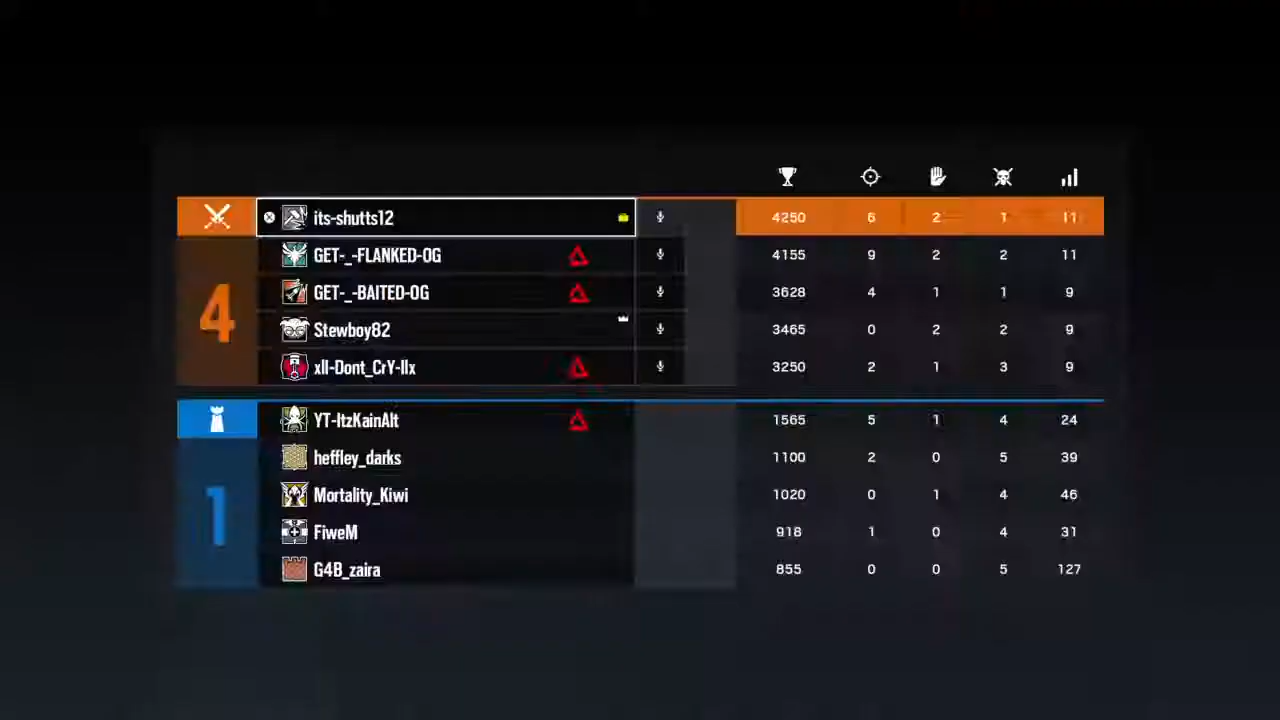 its-shutts12 4250 6 2 1 11
GET-_-FLANKED-OG 4155 9 2 2 11
GET-_-BAITED-OG 3628 4 1 1 9
4
Stewboy82 3465 0 2 2 9
xII-Dont_CrY-IIx 3250 2 1 3 9
YT-ItzKainAlt 1565 5 1 4 24
heffley_darks 1100 2 0 5 39
Mortality_Kiwi 1020 0 1 4 46
1
FiweM 918 1 0 4 31
G4B_zaira 855 0 0 5 127